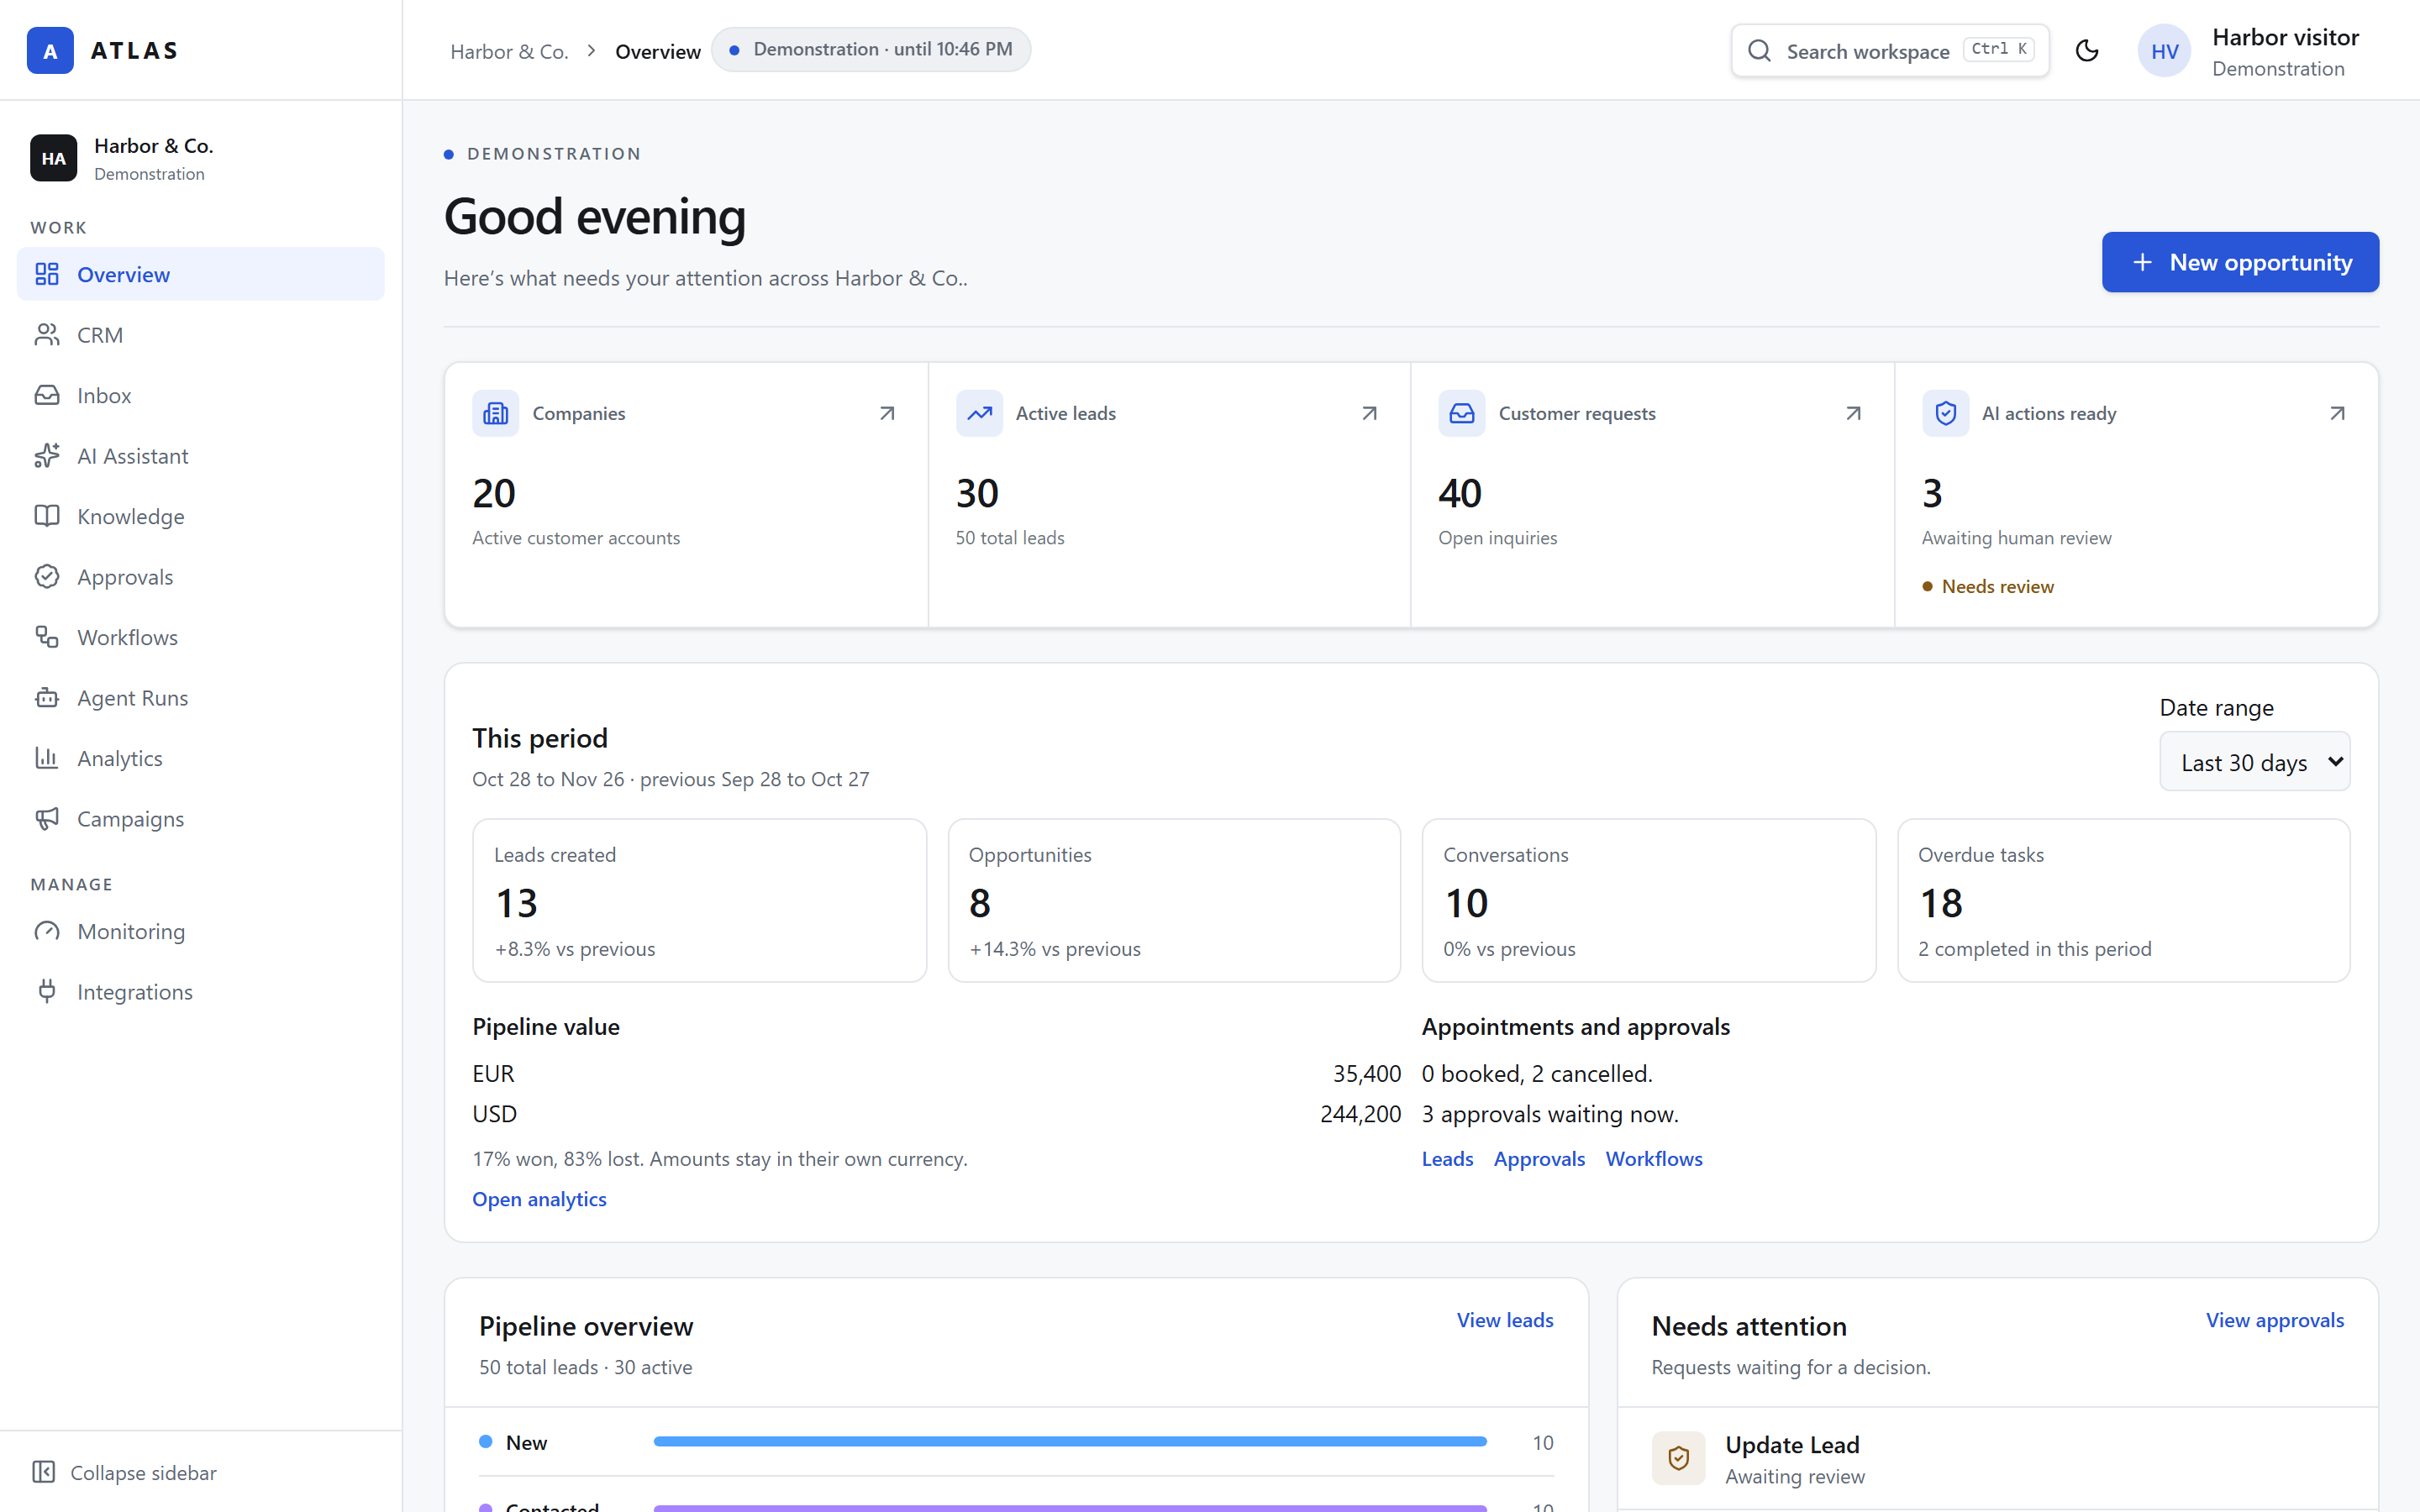 A ATLAS
Harbor & Co. > Overview
Demonstration · until 10:46 PM
Search workspace Ctrl K
HV
Harbor visitor
Demonstration
HA
Harbor & Co.
Demonstration
WORK
Overview
CRM
Inbox
AI Assistant
Knowledge
Approvals
Workflows
Agent Runs
Analytics
Campaigns
MANAGE
Monitoring
Integrations
Collapse sidebar
DEMONSTRATION
Good evening
Here’s what needs your attention across Harbor & Co..
New opportunity
Companies
20
Active customer accounts
Active leads
30
50 total leads
Customer requests
40
Open inquiries
AI actions ready
3
Awaiting human review
Needs review
This period
Oct 28 to Nov 26 · previous Sep 28 to Oct 27
Date range
Last 30 days
Leads created
13
+8.3% vs previous
Opportunities
8
+14.3% vs previous
Conversations
10
0% vs previous
Overdue tasks
18
2 completed in this period
Pipeline value
EUR 35,400
USD 244,200
17% won, 83% lost. Amounts stay in their own currency.
Open analytics
Appointments and approvals
0 booked, 2 cancelled.
3 approvals waiting now.
Leads Approvals Workflows
Pipeline overview
View leads
50 total leads · 30 active
New 10
Contacted 10
Needs attention
View approvals
Requests waiting for a decision.
Update Lead
Awaiting review